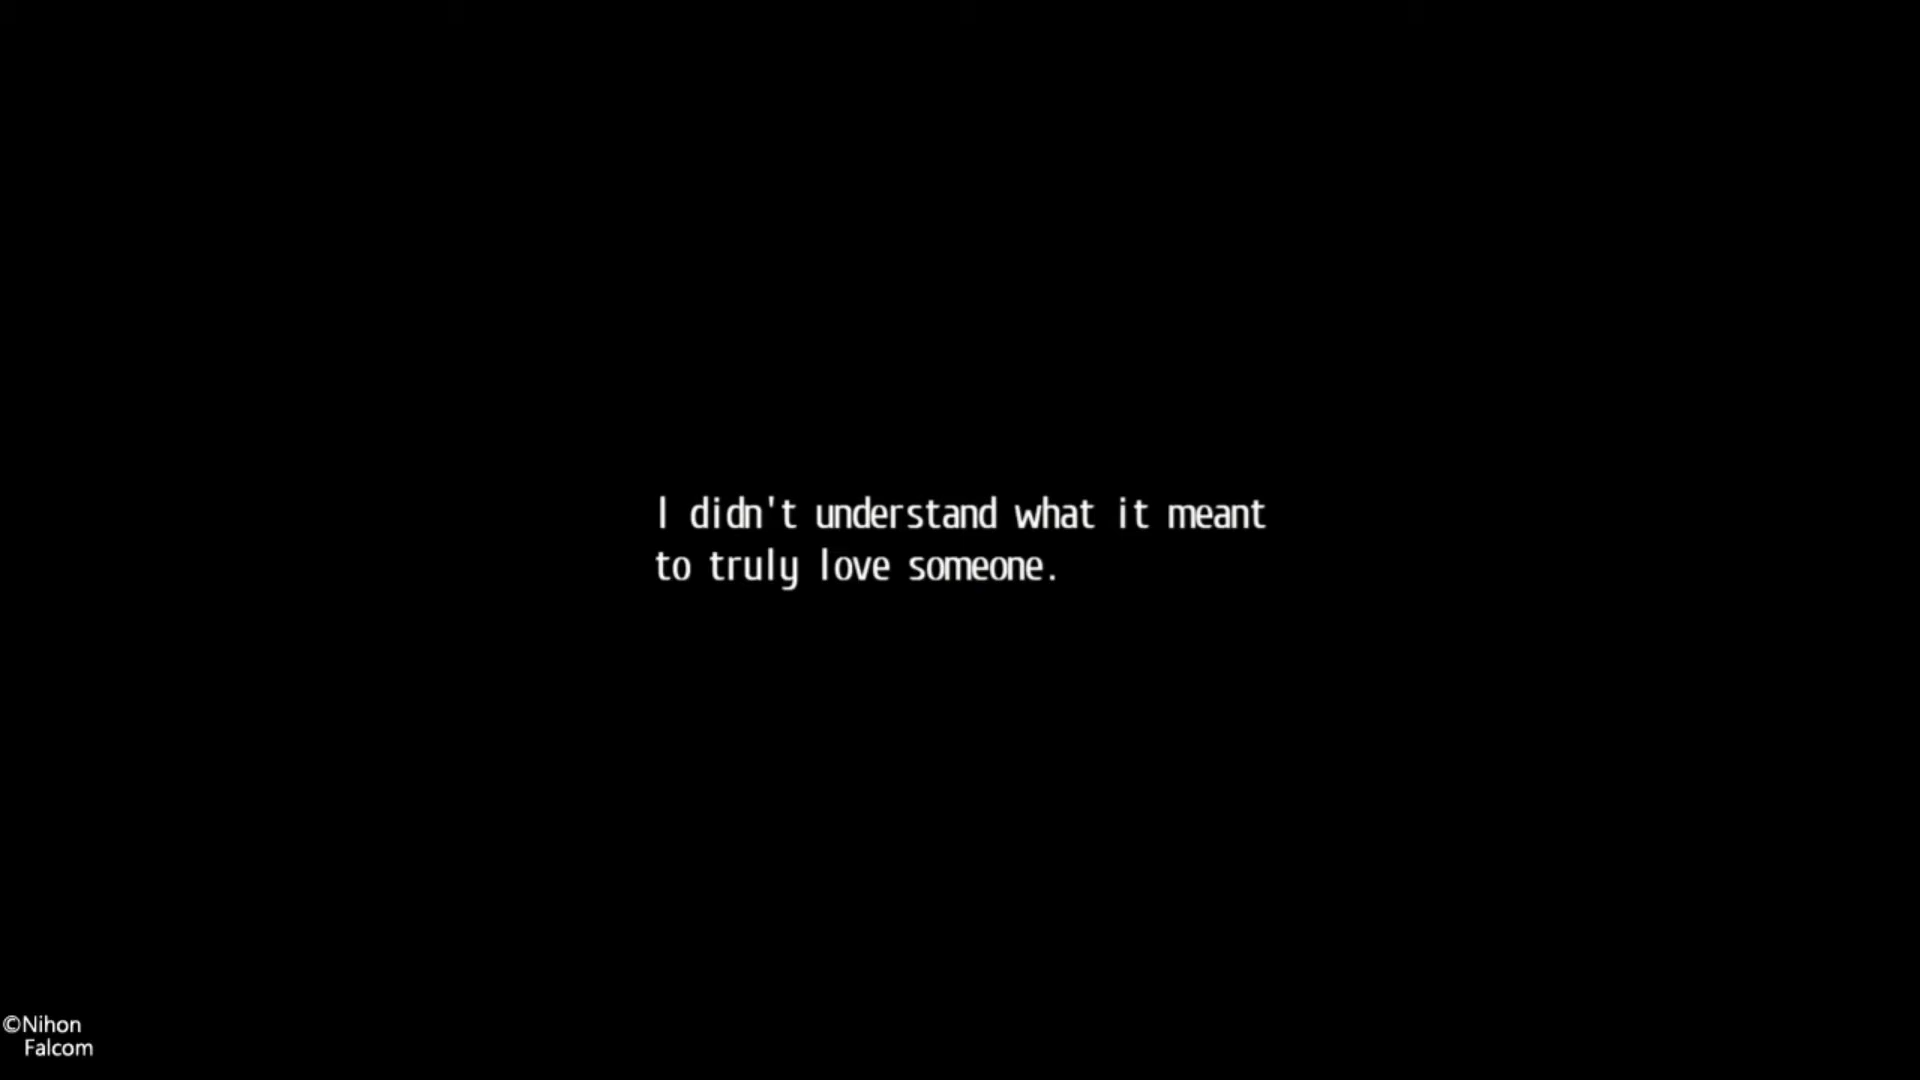 I didn't understand what it meant
to truly love someone.
©Nihon
Falcom